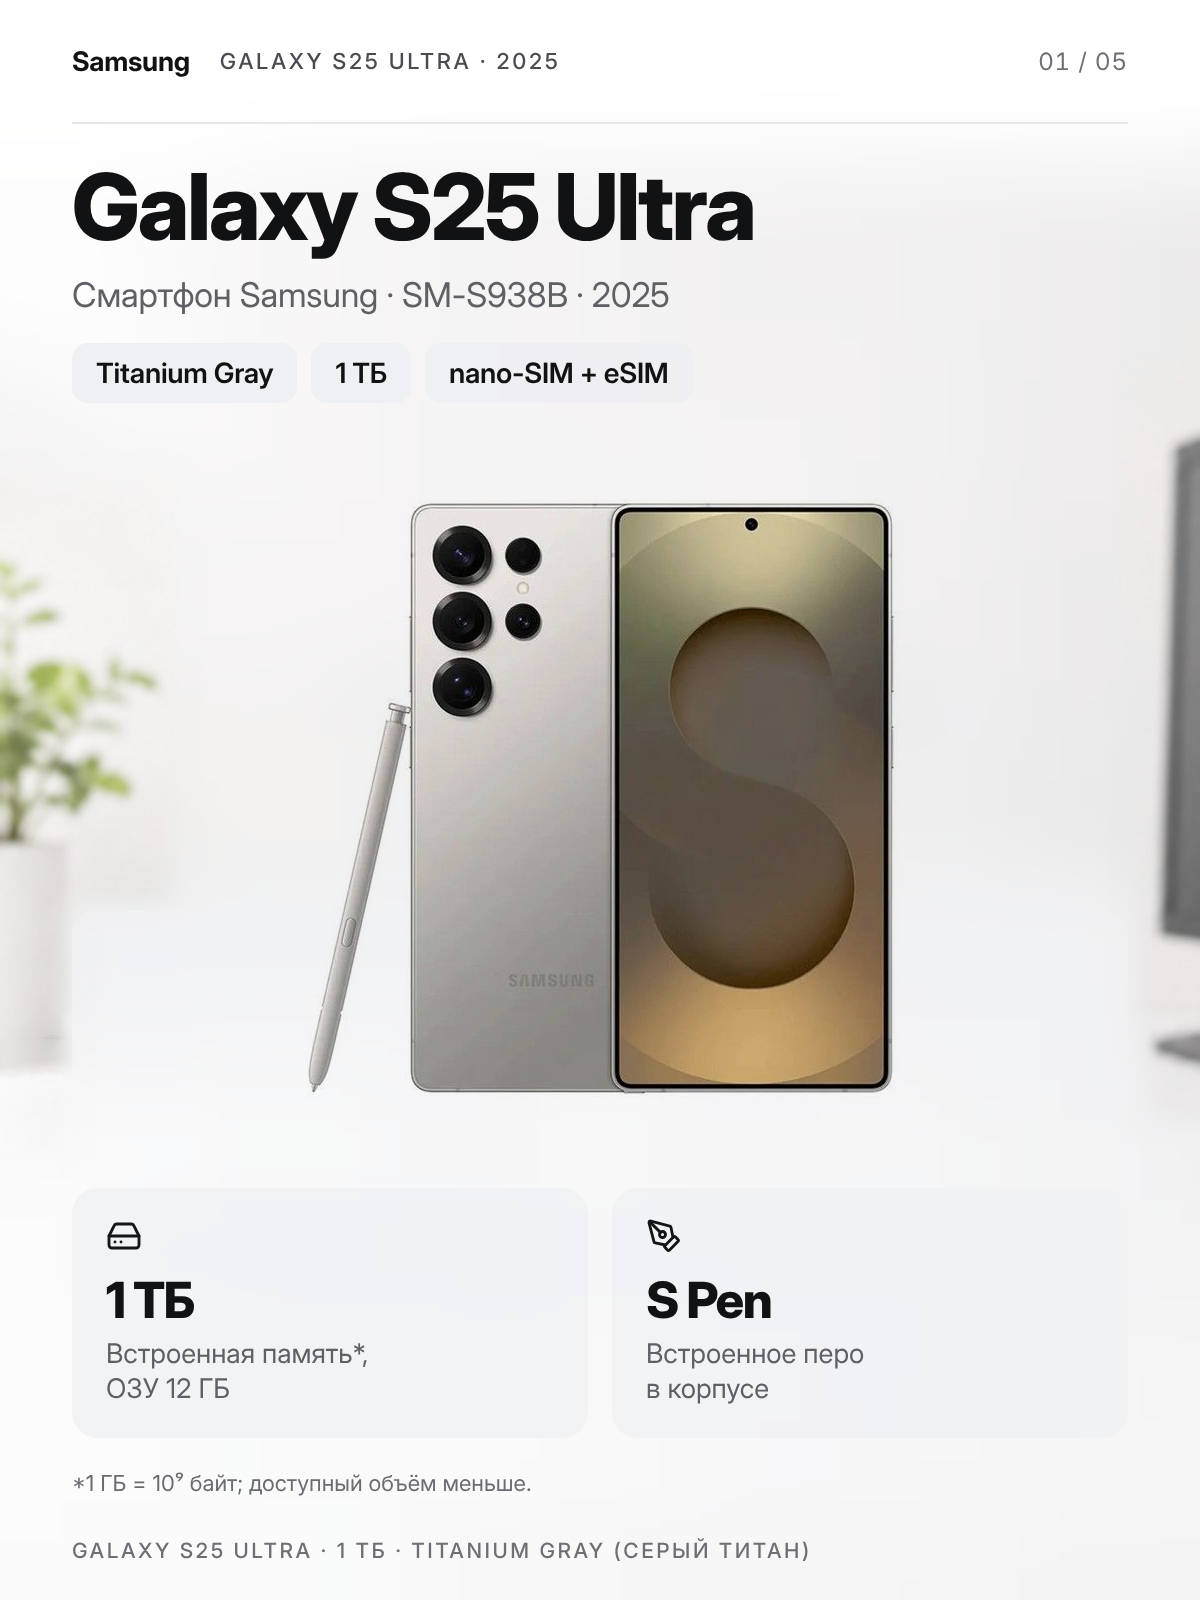 Samsung GALAXY S25 ULTRA · 2025 01 / 05
Galaxy S25 Ultra
Смартфон Samsung · SM-S938B · 2025
Titanium Gray 1 ТБ nano-SIM + eSIM
SAMSUNG
1 ТБ
Встроенная память*,
ОЗУ 12 ГБ
S Pen
Встроенное перо
в корпусе
*1 ГБ = 10⁹ байт; доступный объём меньше.
GALAXY S25 ULTRA · 1 ТБ · TITANIUM GRAY (СЕРЫЙ ТИТАН)